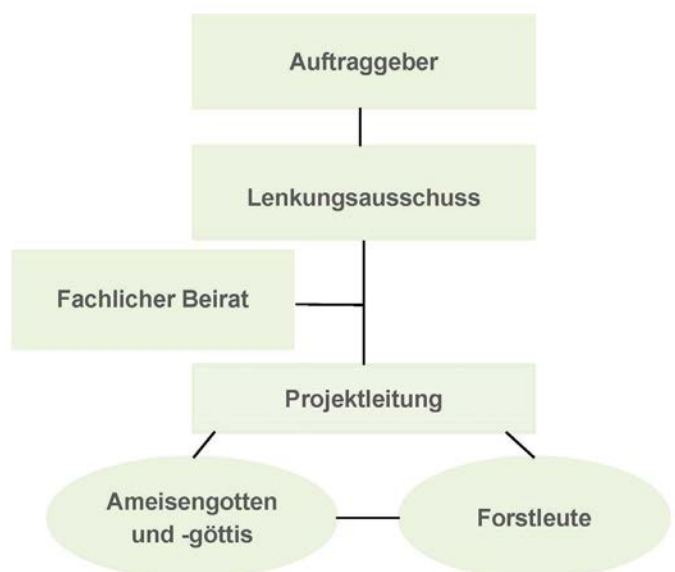 Auftraggeber
Lenkungsausschuss
Fachlicher Beirat
Projektleitung
Ameisengotten
und -göttis
Forstleute